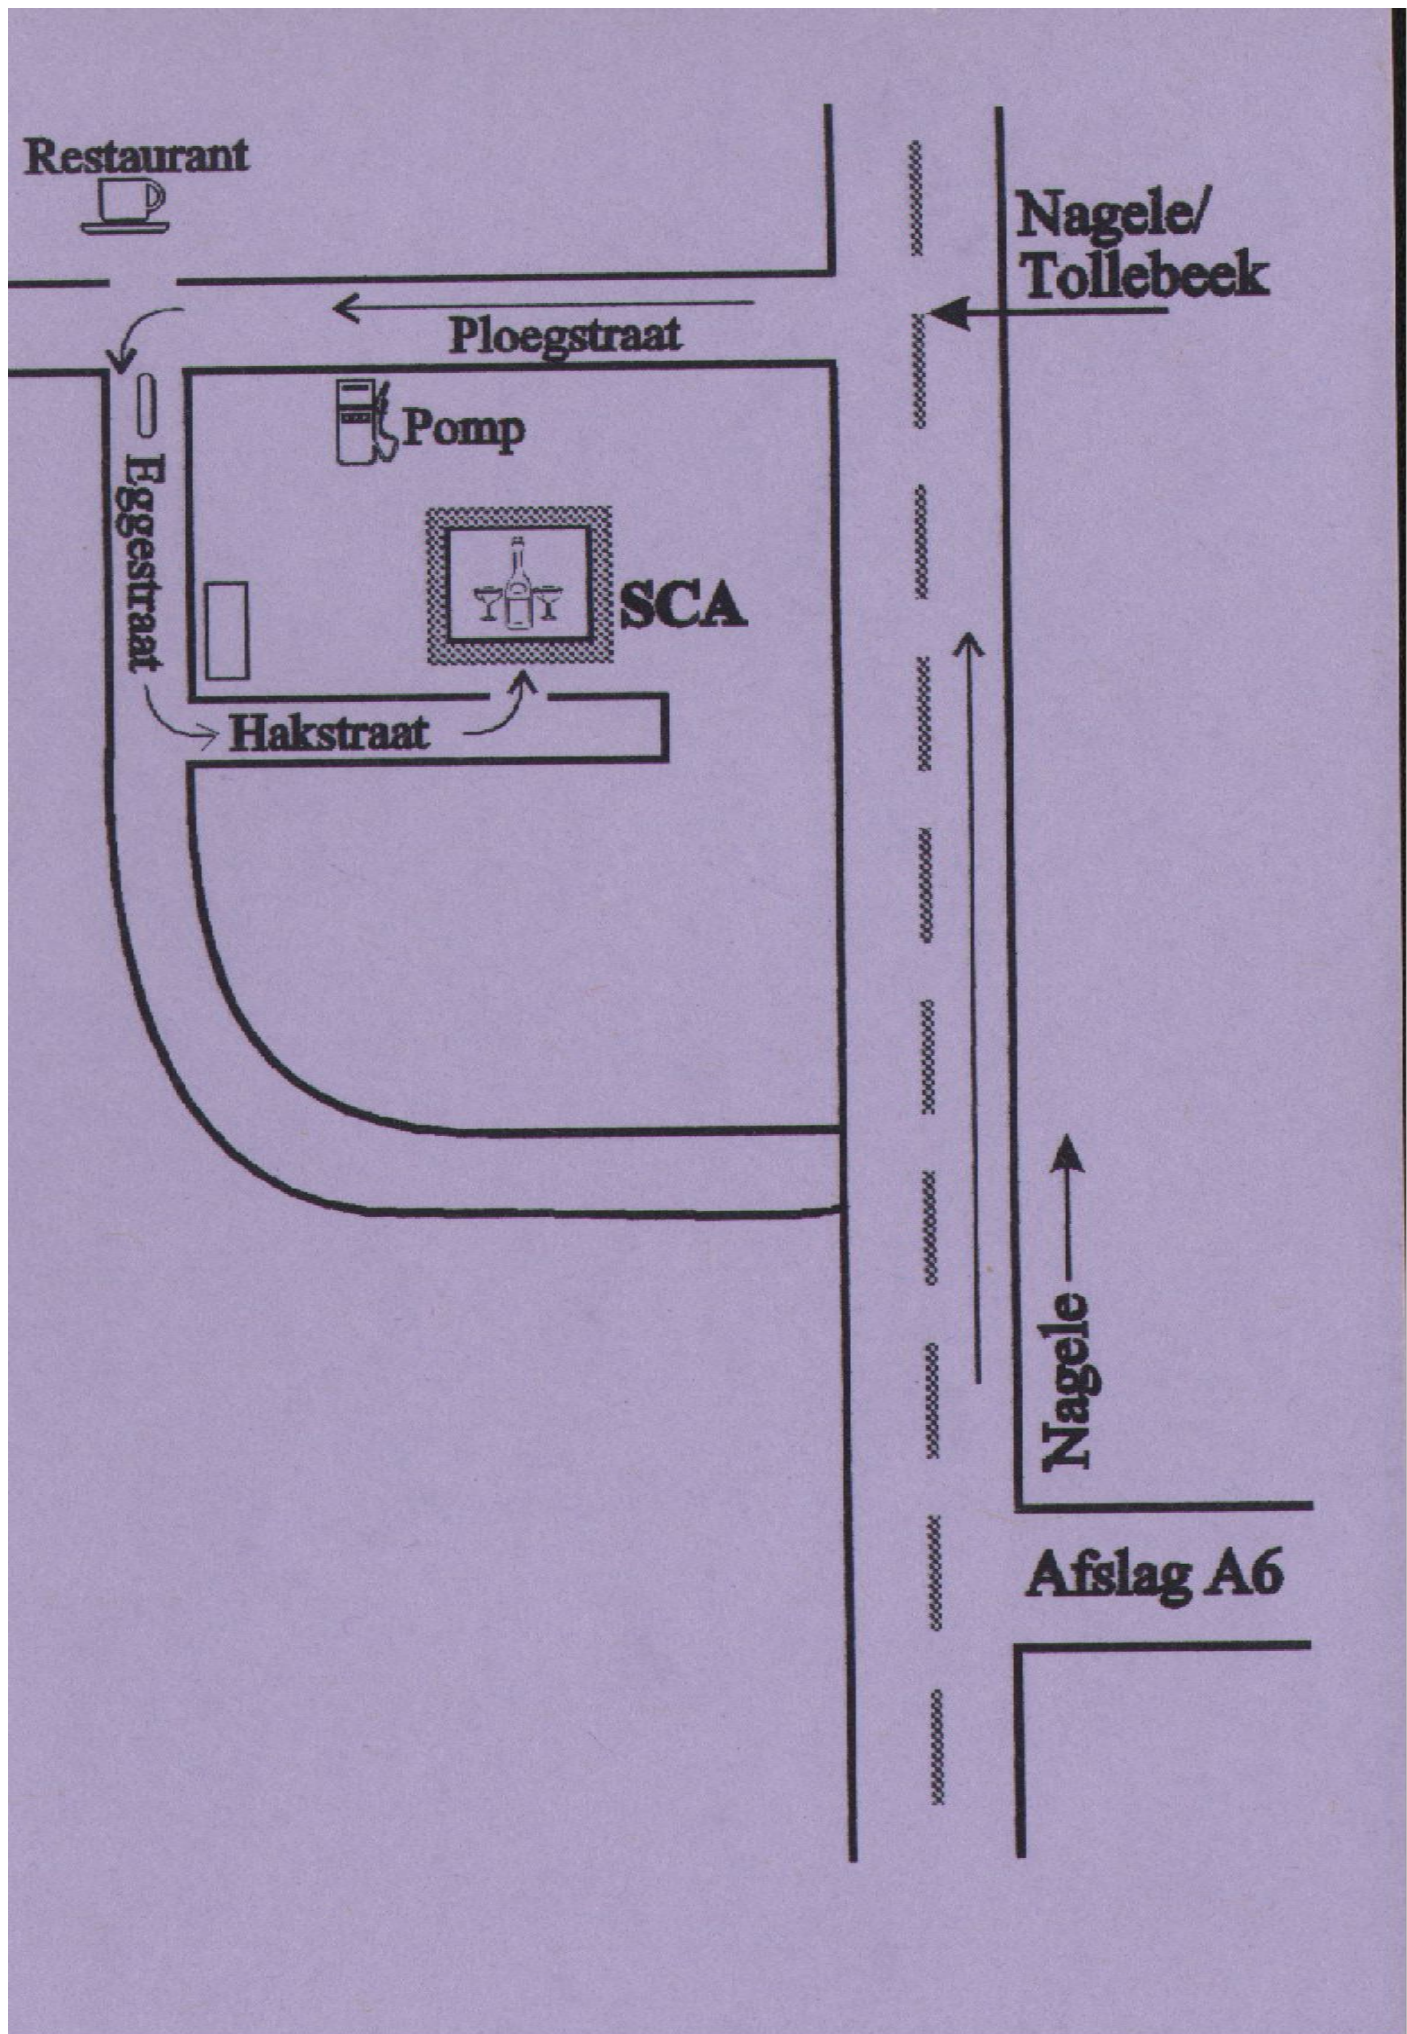 Restaurant
Nagele/
Tollebeek
Ploegstraat
Pomp
Eggestraat
SCA
Hakstraat
Nagele
Afslag A6